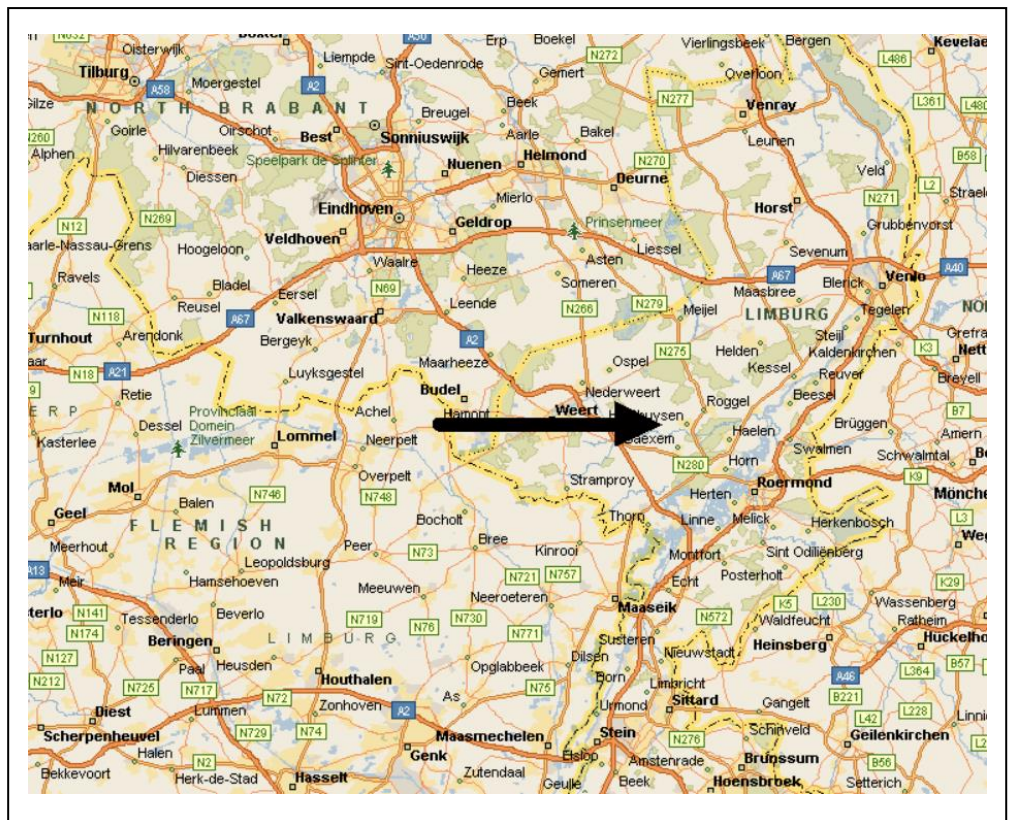 Oisterwijk
Liempde
Erp
Boekel
N272
Vierlingsbeek
Bergen
L486
Tilburg
A58
Moergestel
A2
Sint-Oedenrode
Gemert
Overloon
N277
Venray
L361
NORTH BRABANT
Breugel
Beek
Goirle
Oirschot
Best
Sonniuswijk
Aarle
Bakel
Leunen
Alphen
Hilvarenbeek
Speelpark de Splinter
Nuenen
Helmond
N270
Deurne
B58
Diessen
Veld
L2
N271
Mierlo
Horst
N12
N269
Eindhoven
Geldrop
Prinsenmeer
Grubbenvorst
Veldhoven
Hoogeloon
Liessel
Sevenum
Asten
Waalre
Heeze
A67
Venlo
A40
Ravels
Bladel
N69
Someren
Maasbree
Blerick
Reusel
Eersel
Leende
N266
N279
Meijel
LIMBURG
Tegelen
N118
A67
Valkenswaard
Turnhout
Arendonk
Bergeyk
A2
Steijl
Kaldenkirchen
K3
N275
Helden
Maarheeze
Ospel
Kessel
Reuver
Breyell
N18
A21
Luyksgestel
Retie
Budel
Nederweert
Roggel
Beesel
B7
Provinciaal
Domein
Zilvermeer
Dessel
Achel
Hamont
Weert
Haelen
Brüggen
Amern
Kasterlee
Lommel
Neerpelt
Swalmen
Schwalmtal
Overpelt
N280
Horn
K9
Mol
N746
N748
Stramproy
Roermond
Balen
Herten
Geel
FLEMISH
REGION
Bocholt
Thorn
Linne
Melick
Herkenbosch
L3
Meerhout
Peer
N73
Bree
Kinrooi
Montfort
Sint Odiliënberg
Leopoldsburg
A13
Meir
Hamsehoeven
Meeuwen
N721
N757
Echt
Posterholt
K29
Neeroeteren
Maaseik
N141
Tessenderlo
Beverlo
N719
N730
N572
K5
L230
Wassenberg
Waldfeucht
Ratheim
N174
N76
N771
Beringen
LIMBURG
Susteren
Heinsberg
N127
Paal
Heusden
Opglabbeek
Dilsen
Nieuwstadt
B57
L364
N212
N725
N717
Houthalen
N75
Born
Limbricht
A46
N72
Zonhoven
As
Sittard
B221
Diest
Lummen
A2
Urmond
Gangelt
L42
L228
Scherpenheuvel
N729
N74
Maasmechelen
Stein
N276
Schinveld
Geilenkirchen
Halen
Genk
Elsloo
Amstenrade
Brunssum
B56
N2
Bekkevoort
Herk-de-Stad
Hasselt
Zutendaal
Geulle
Beek
Hoensbroek
Setterich